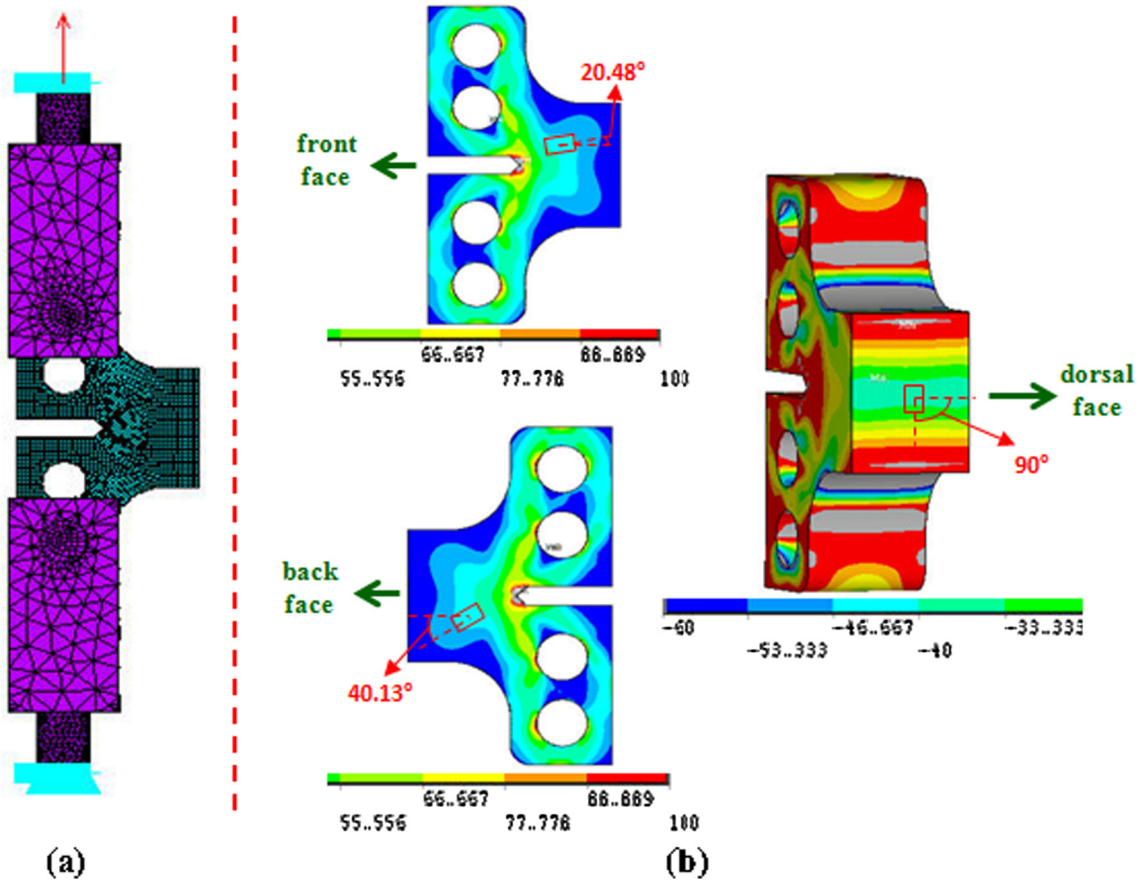 20.48°
front
face
66.667
88.889
55.556
77.778
100
dorsal
face
90°
back
face
40.13°
-60
-46.667
-33.333
-53.333
-40
66.667
88.889
55.556
77.778
100
(a)
(b)